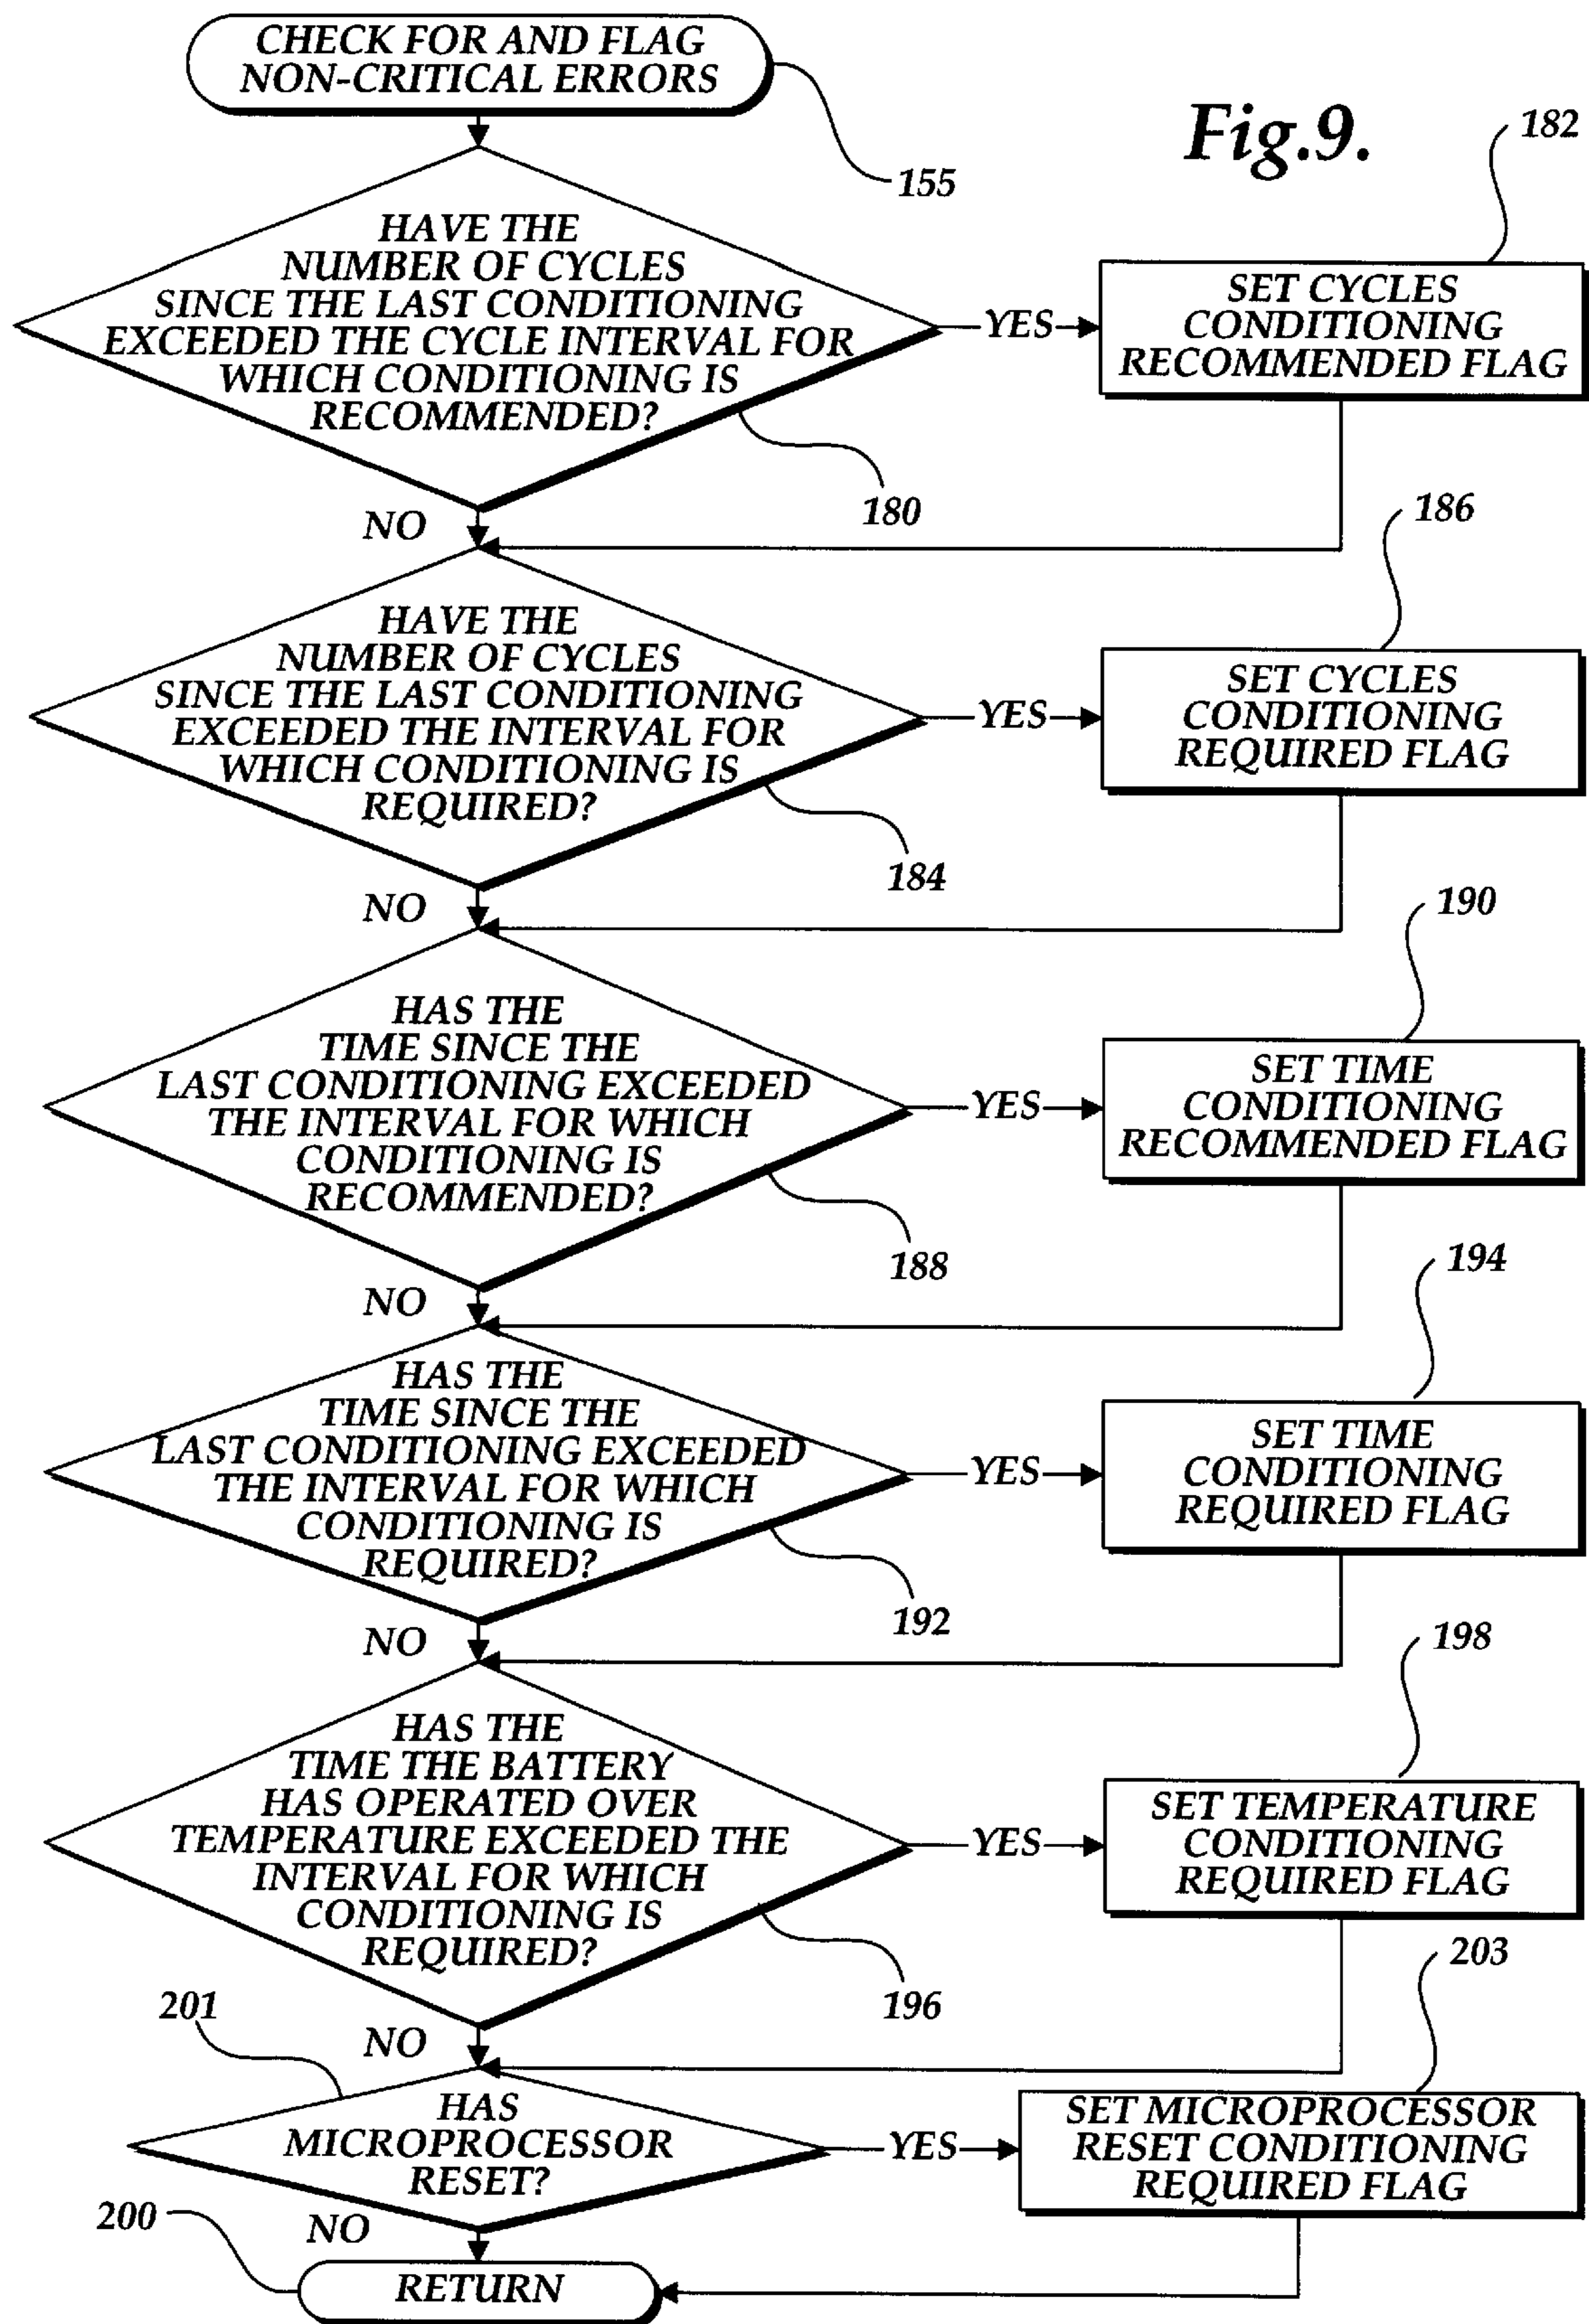 CHECK FOR AND FLAG
NON-CRITICAL ERRORS
155
Fig.9.
HAVE THE
NUMBER OF CYCLES
SINCE THE LAST CONDITIONING
EXCEEDED THE CYCLE INTERVAL FOR
WHICH CONDITIONING IS
RECOMMENDED?
180
YES
182
SET CYCLES
CONDITIONING
RECOMMENDED FLAG
NO
HAVE THE
NUMBER OF CYCLES
SINCE THE LAST CONDITIONING
EXCEEDED THE INTERVAL FOR
WHICH CONDITIONING IS
REQUIRED?
184
YES
186
SET CYCLES
CONDITIONING
REQUIRED FLAG
NO
HAS THE
TIME SINCE THE
LAST CONDITIONING EXCEEDED
THE INTERVAL FOR WHICH
CONDITIONING IS
RECOMMENDED?
188
YES
190
SET TIME
CONDITIONING
RECOMMENDED FLAG
NO
HAS THE
TIME SINCE THE
LAST CONDITIONING EXCEEDED
THE INTERVAL FOR WHICH
CONDITIONING IS
REQUIRED?
192
YES
194
SET TIME
CONDITIONING
REQUIRED FLAG
NO
HAS THE
TIME THE BATTERY
HAS OPERATED OVER
TEMPERATURE EXCEEDED THE
INTERVAL FOR WHICH
CONDITIONING IS
REQUIRED?
196
YES
198
SET TEMPERATURE
CONDITIONING
REQUIRED FLAG
NO
201
HAS
MICROPROCESSOR
RESET?
YES
203
SET MICROPROCESSOR
RESET CONDITIONING
REQUIRED FLAG
NO
200
RETURN